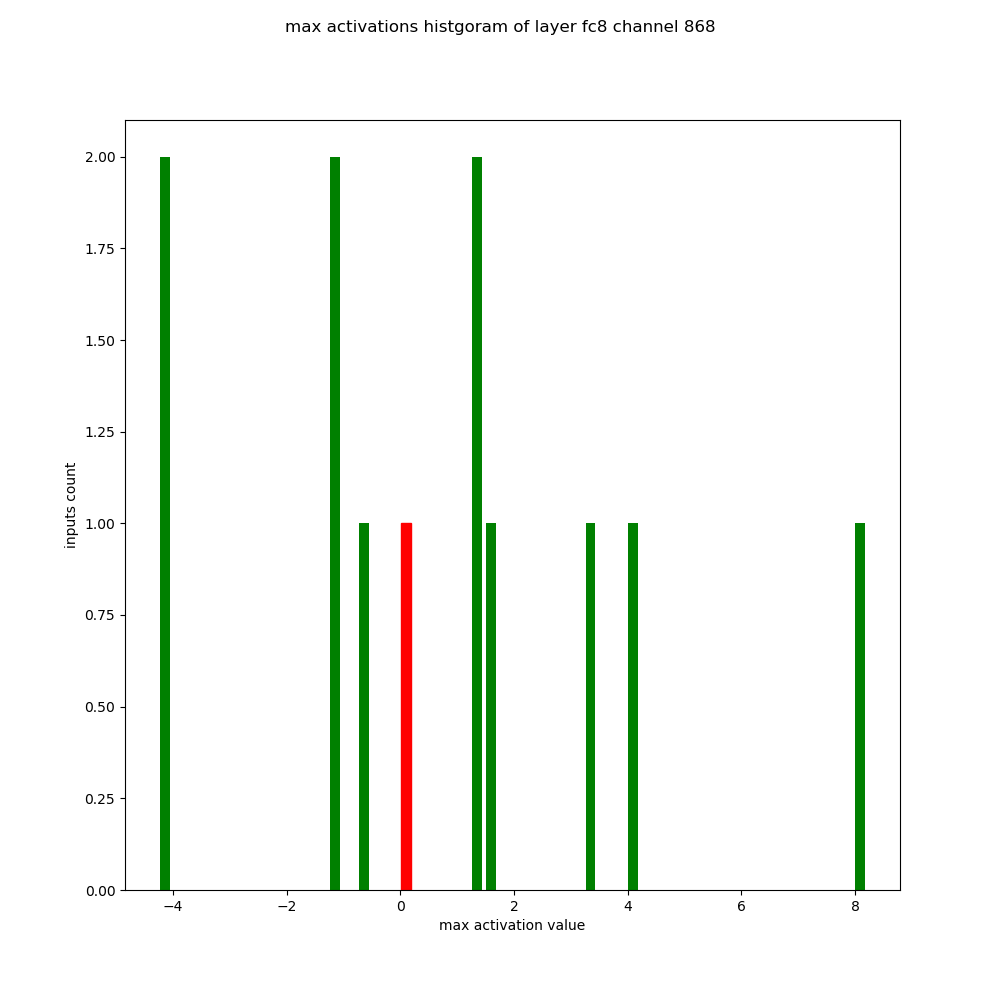 max activations histgoram of layer fc8 channel 868
2.00
1.75
1.50
1.25
1.00
0.75
0.50
0.25
0.00
inputs count
−4 −2 0 2 4 6 8
max activation value